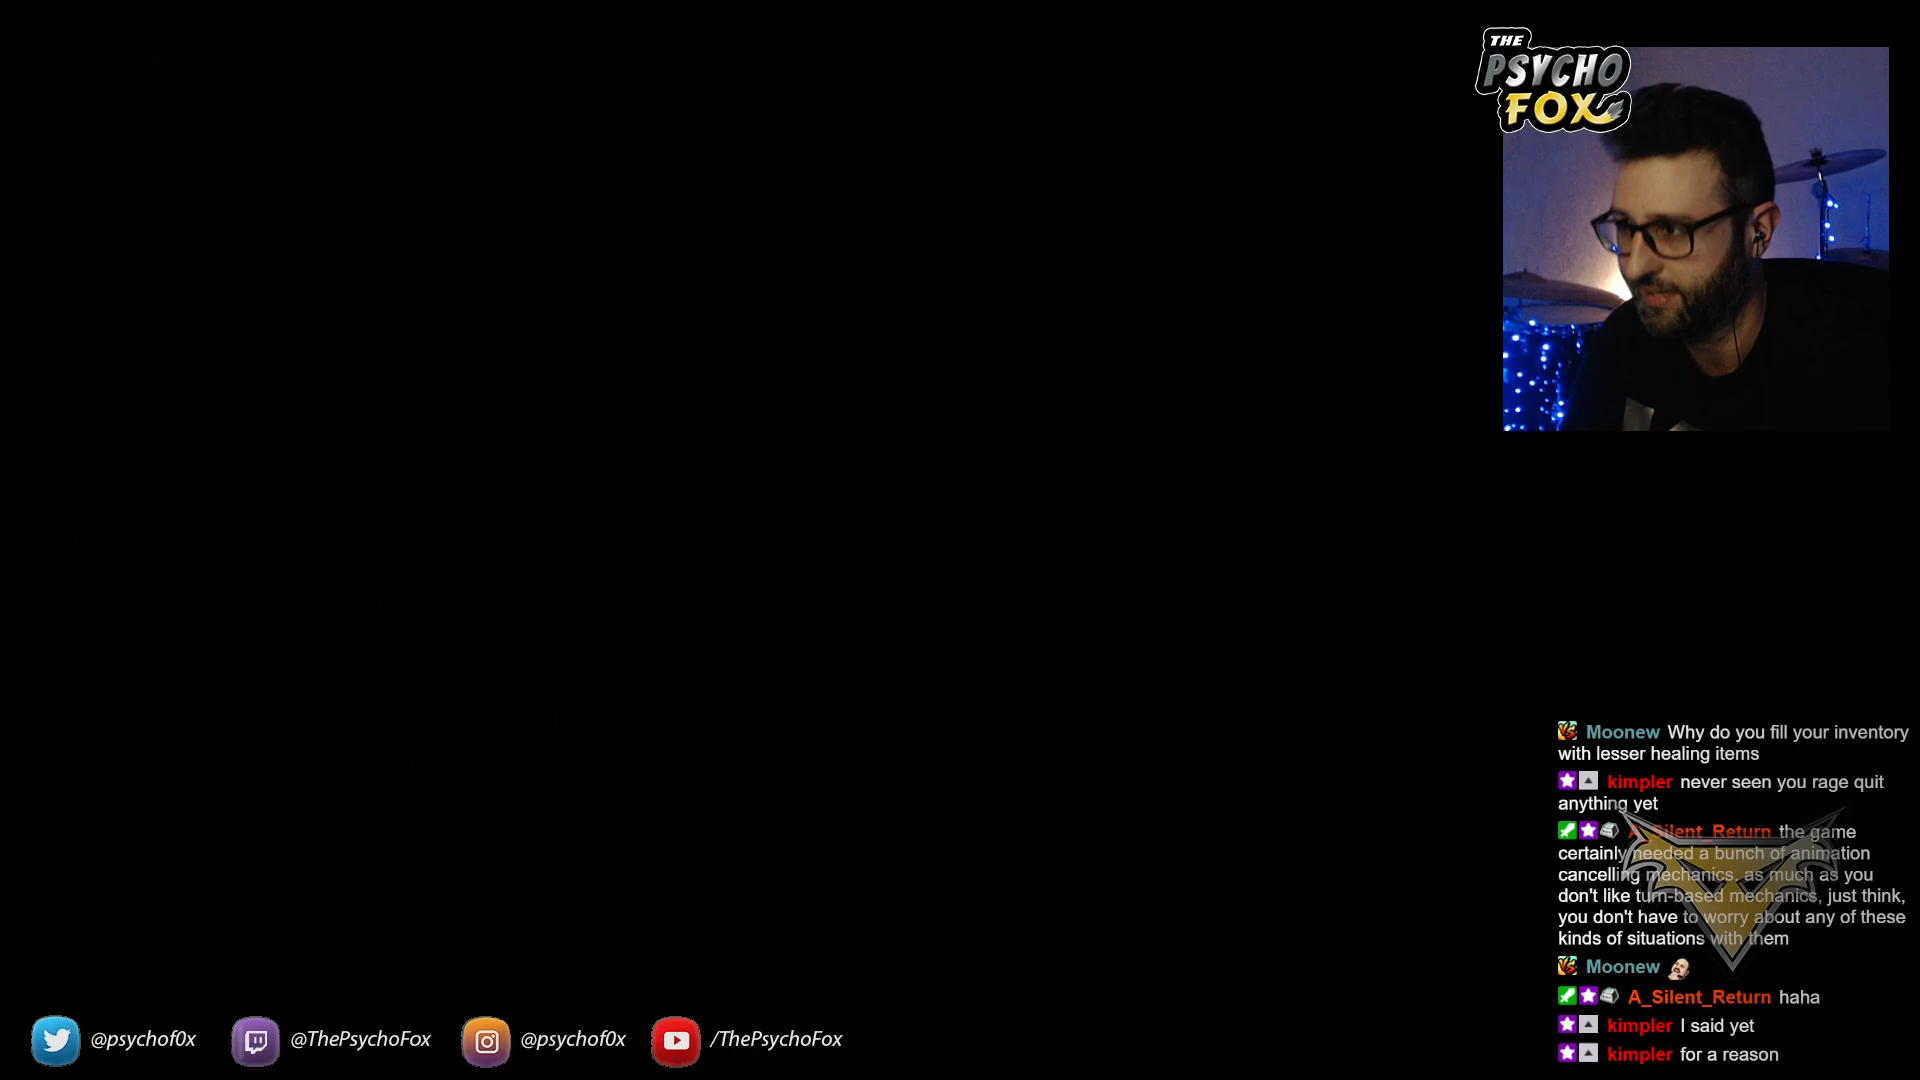 THE
PSYCHO
FOX
Moonew Why do you fill your inventory
with lesser healing items
kimpler never seen you rage quit
anything yet
A_Silent_Return the game
certainly needed a bunch of animation
cancelling mechanics. as much as you
don't like turn-based mechanics, just think,
you don't have to worry about any of these
kinds of situations with them
Moonew
A_Silent_Return haha
kimpler I said yet
kimpler for a reason
@psychof0x @ThePsychoFox @psychof0x /ThePsychoFox